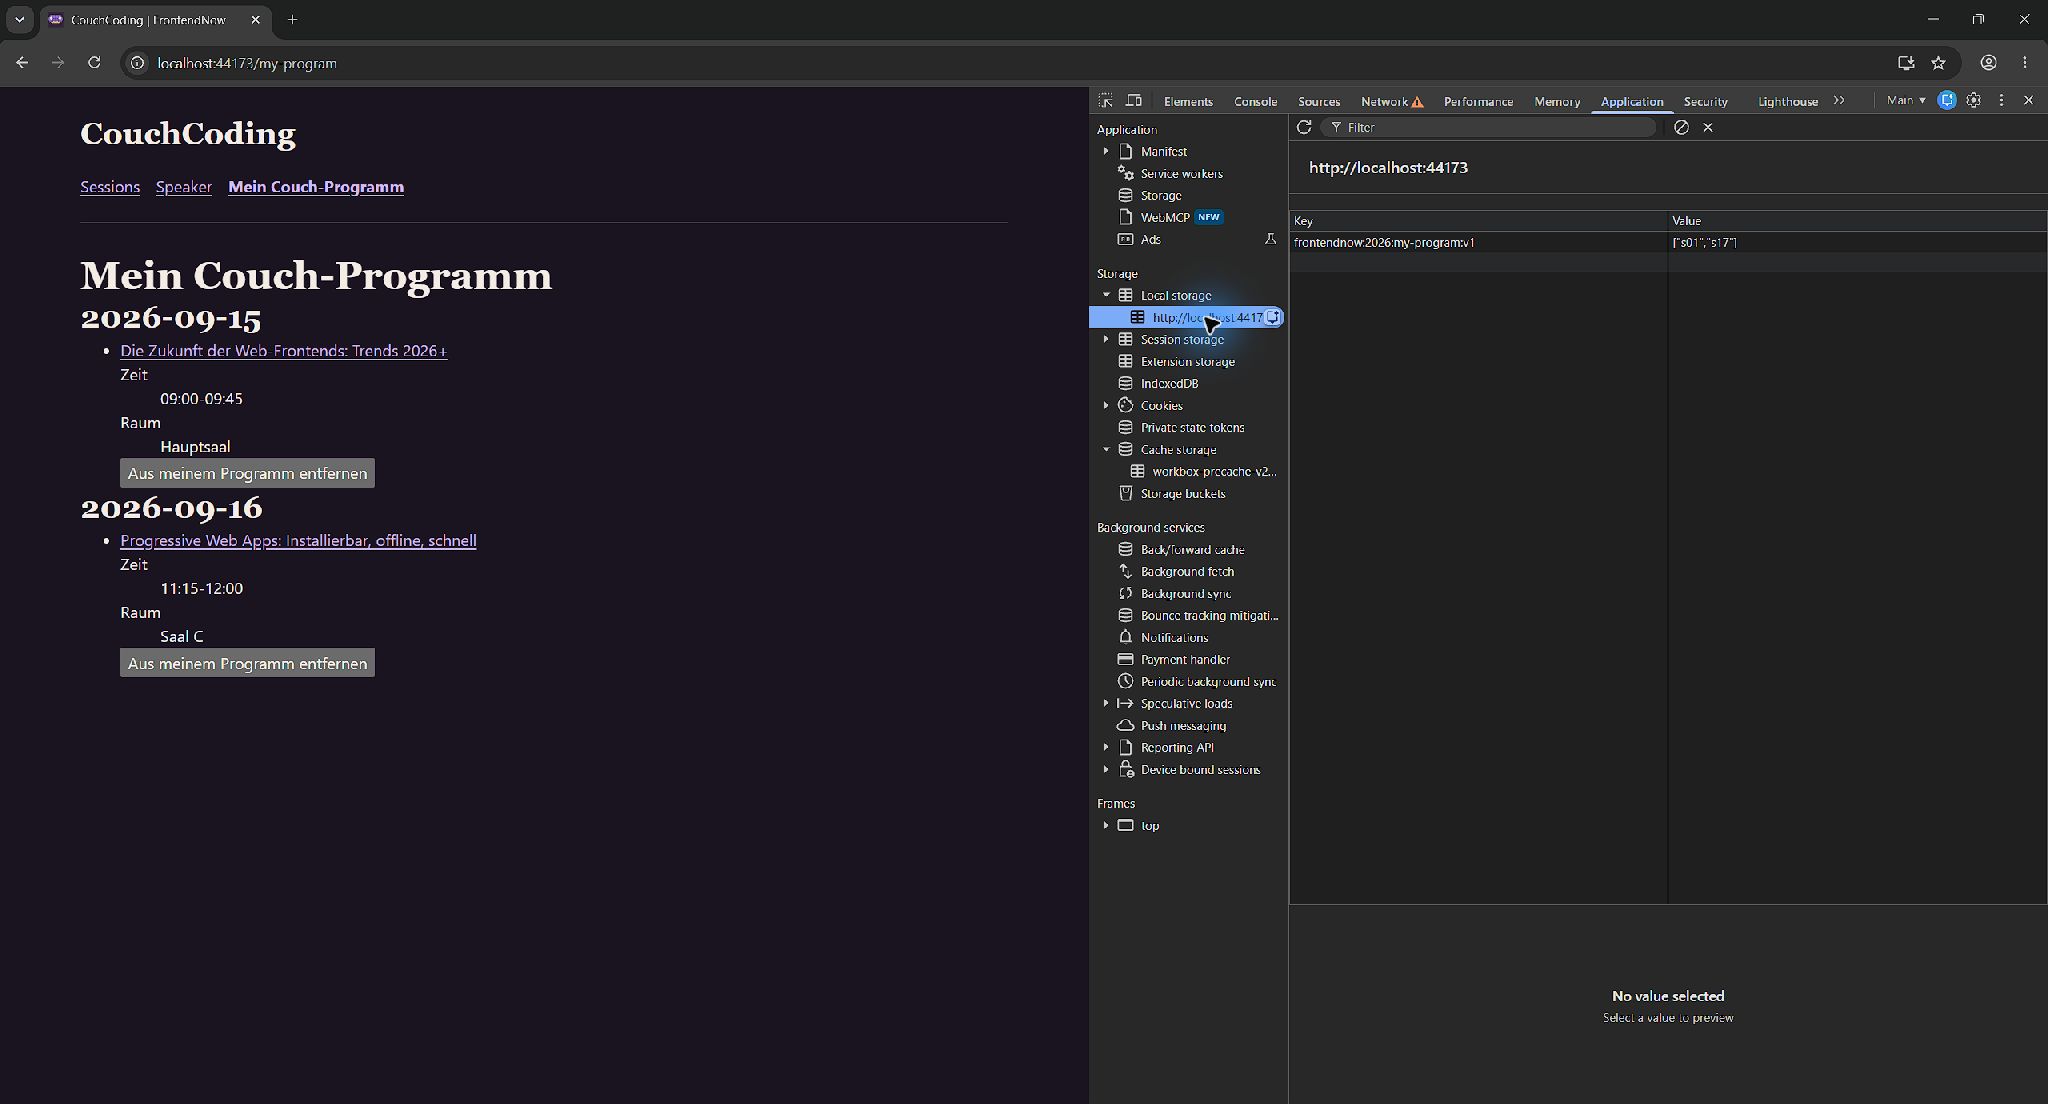 CouchCoding | FrontendNow
localhost:44173/my-program
CouchCoding
Sessions Speaker Mein Couch-Programm
Mein Couch-Programm
2026-09-15
Die Zukunft der Web-Frontends: Trends 2026+
Zeit
09:00-09:45
Raum
Hauptsaal
Aus meinem Programm entfernen
2026-09-16
Progressive Web Apps: Installierbar, offline, schnell
Zeit
11:15-12:00
Raum
Saal C
Aus meinem Programm entfernen
Elements Console Sources Network Performance Memory Application Security Lighthouse Main
Application
Manifest
Service workers
Storage
WebMCP NEW
Ads
Storage
Local storage
http://localhost:4417
Session storage
Extension storage
IndexedDB
Cookies
Private state tokens
Cache storage
workbox-precache-v2...
Storage buckets
Background services
Back/forward cache
Background fetch
Background sync
Bounce tracking mitigati...
Notifications
Payment handler
Periodic background sync
Speculative loads
Push messaging
Reporting API
Device bound sessions
Frames
top
Filter
http://localhost:44173
Key Value
frontendnow:2026:my-program:v1 ["s01","s17"]
No value selected
Select a value to preview